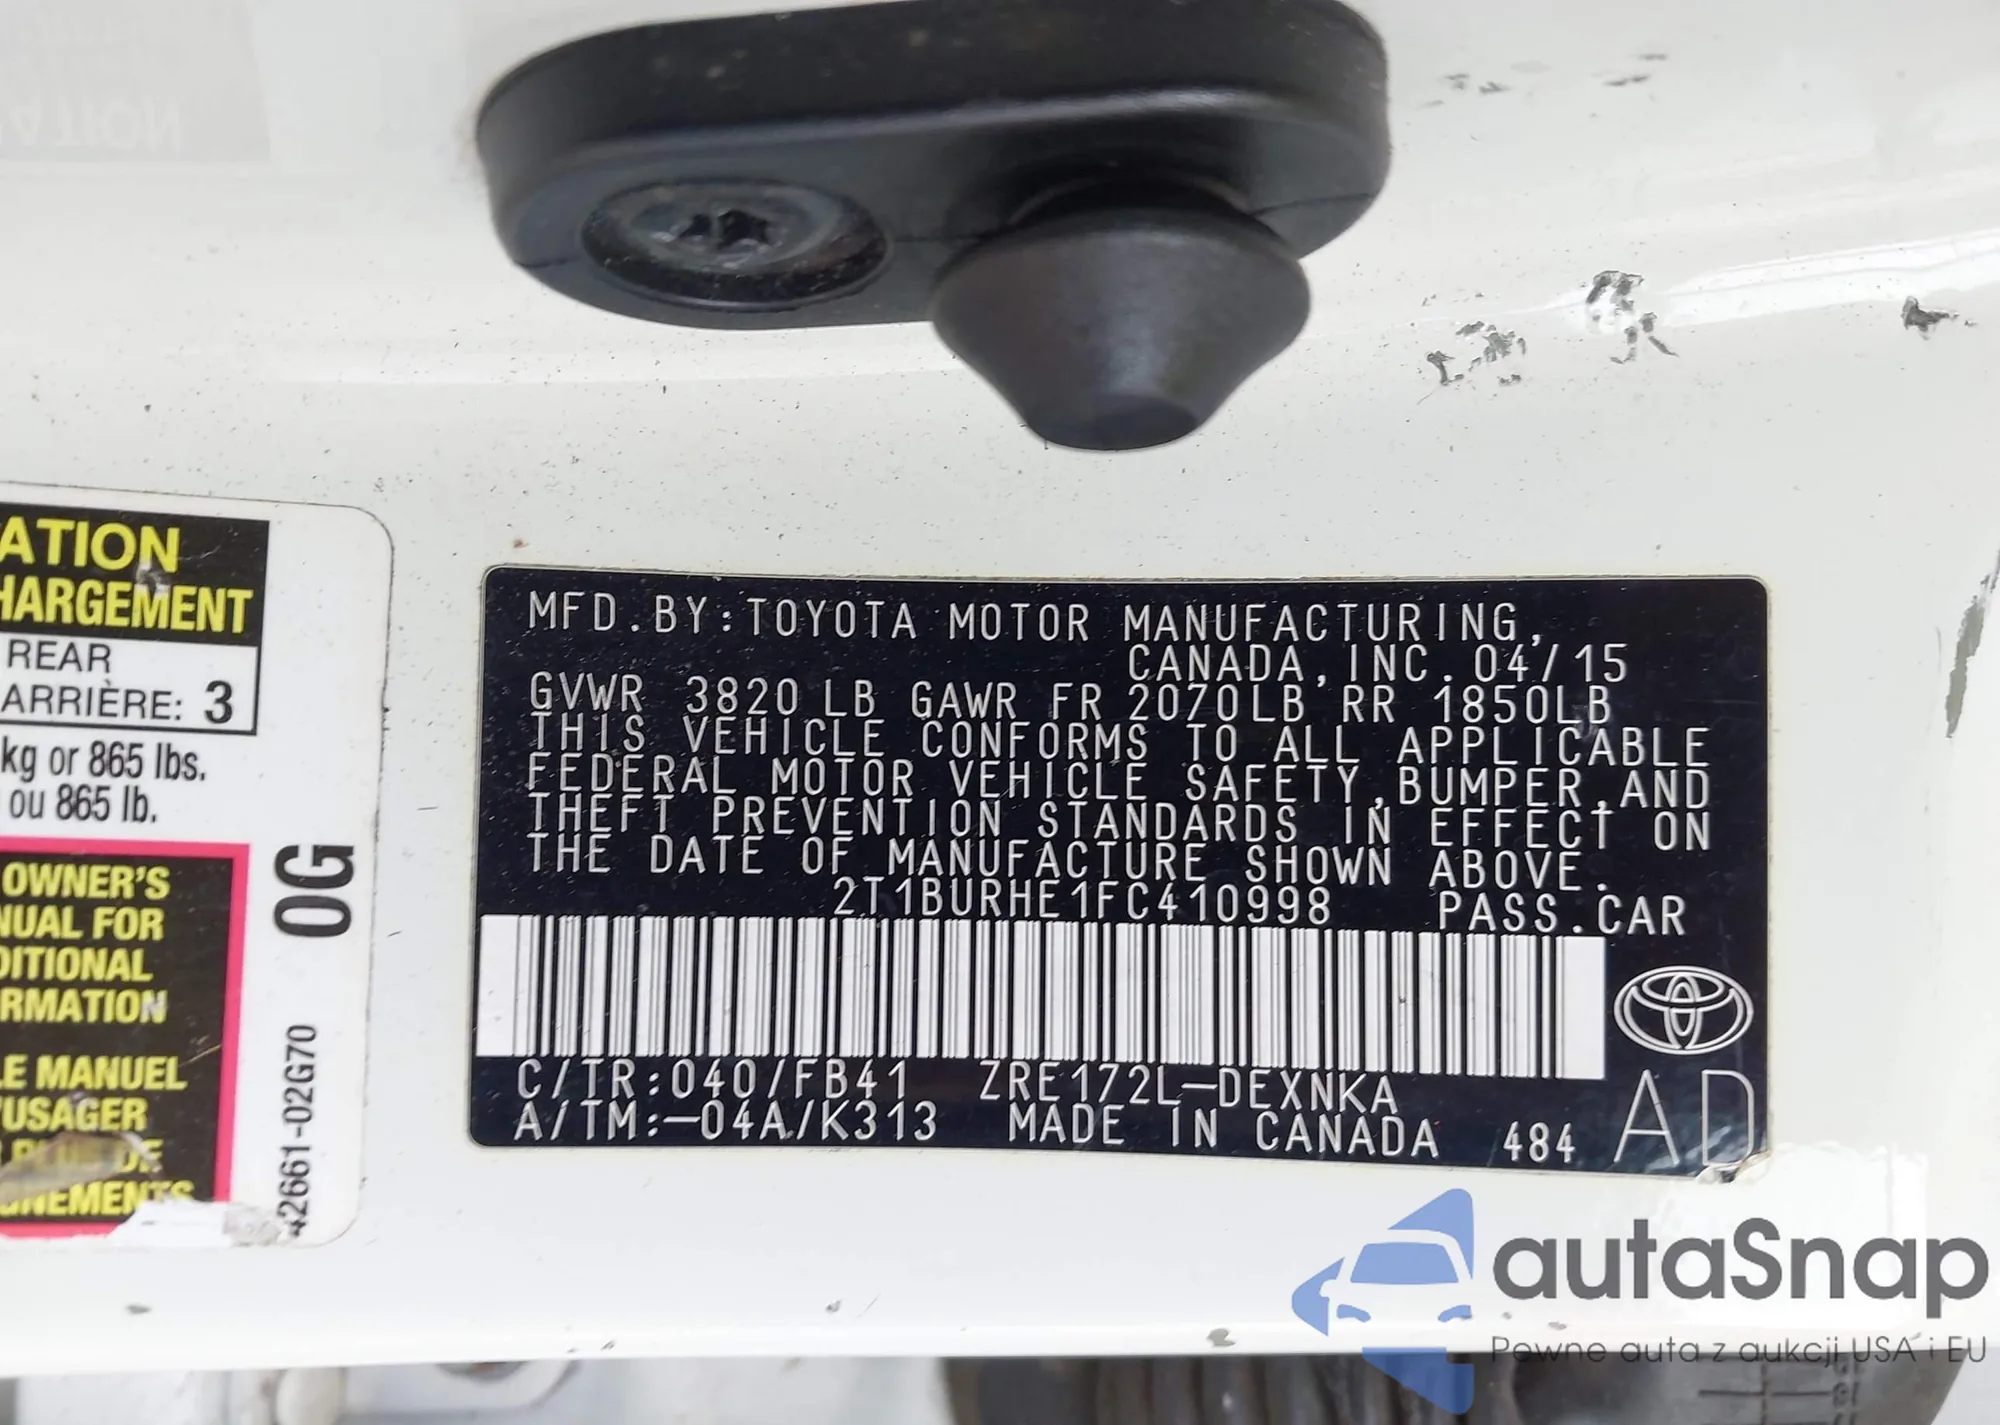 ATION
HARGEMENT
REAR
ARRIÈRE: 3
kg or 865 lbs.
ou 865 lb.
OWNER'S
NUAL FOR
DITIONAL
RMATION
LE MANUEL
'USAGER
PLUS DE
GNEMENTS
0G
42661-02G70
MFD.BY:TOYOTA MOTOR MANUFACTURING,
CANADA,INC.04/15
GVWR 3820LB GAWR FR 2070LB RR 1850LB
THIS VEHICLE CONFORMS TO ALL APPLICABLE
FEDERAL MOTOR VEHICLE SAFETY,BUMPER,AND
THEFT PREVENTION STANDARDS IN EFFECT ON
THE DATE OF MANUFACTURE SHOWN ABOVE.
2T1BURHE1FC410998 PASS.CAR
C/TR:040/FB41 ZRE172L-DEXNKA
A/TM:-04A/K313 MADE IN CANADA 484
AD
autaSnap
Pewne auta z aukcji USA i EU